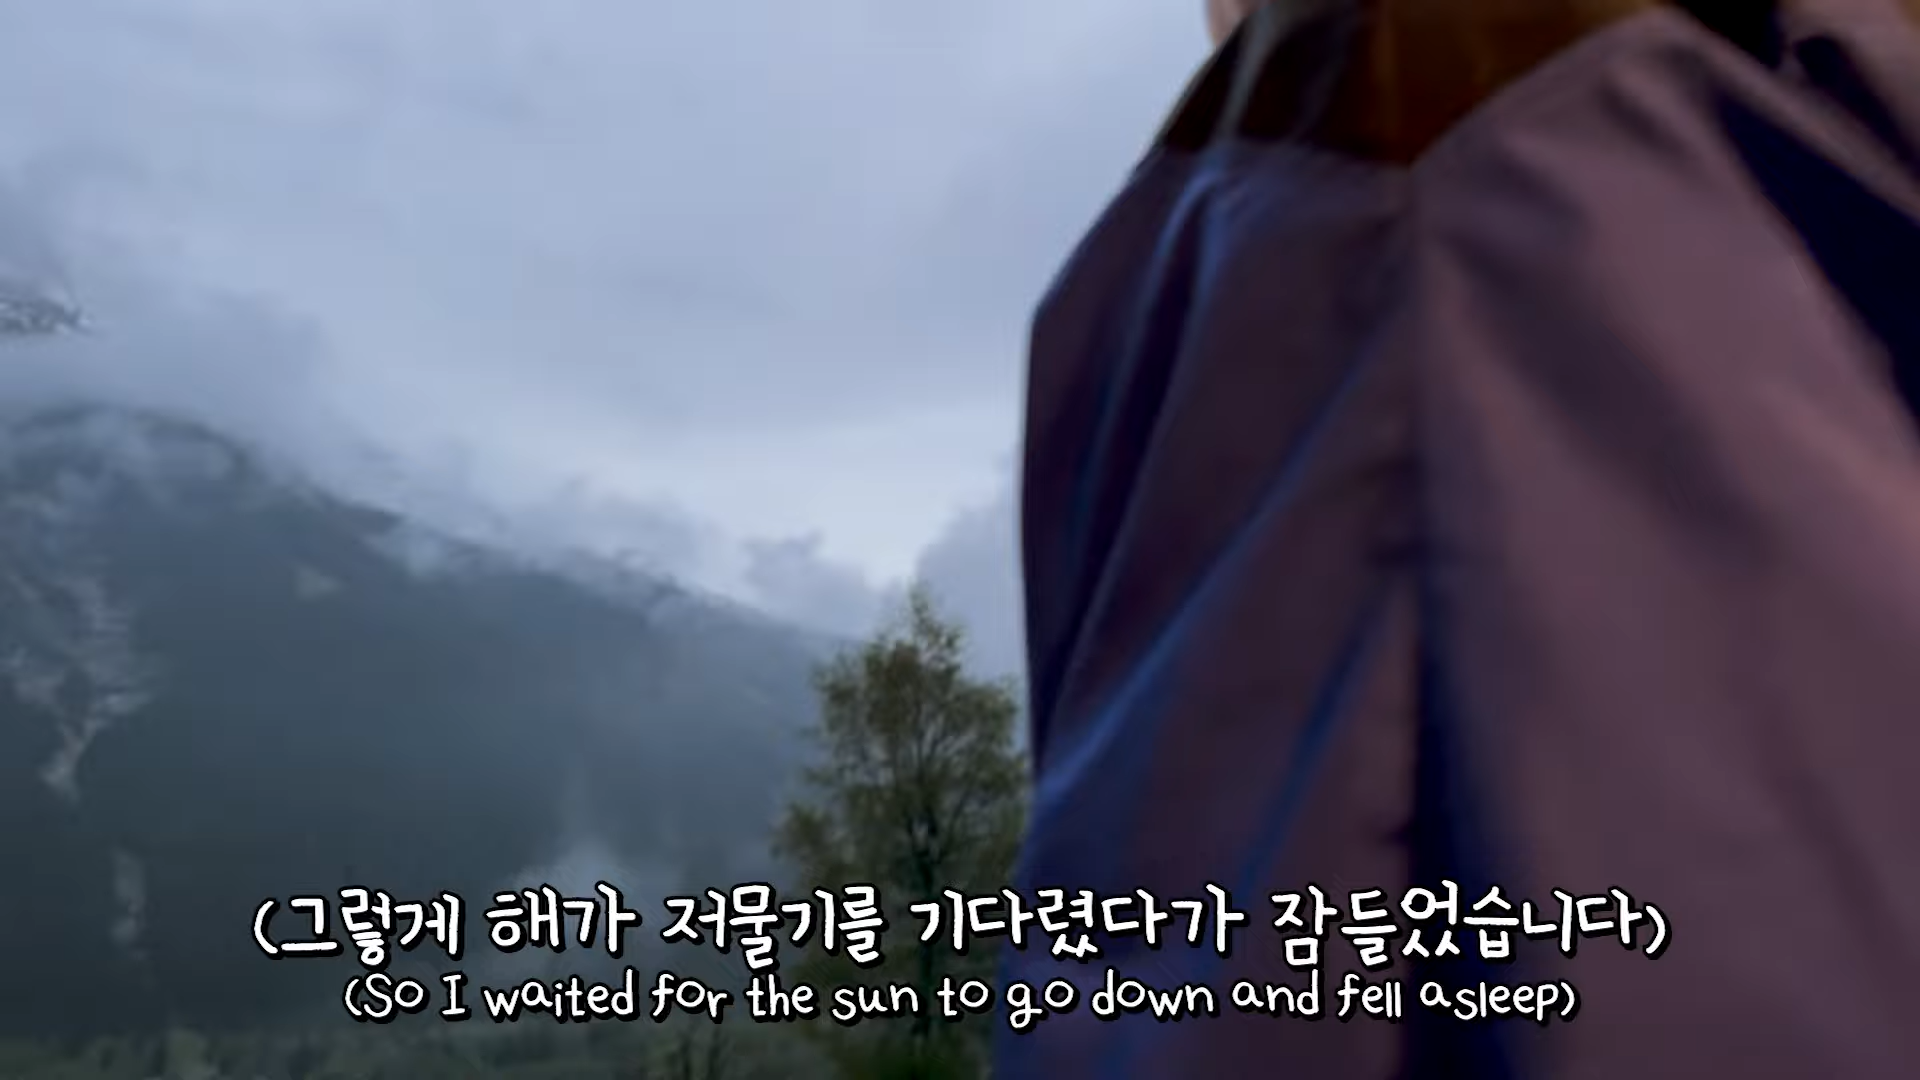 (그렇게 해가 저물기를 기다렸다가 잠들었습니다)
(So I waited for the sun to go down and fell asleep)